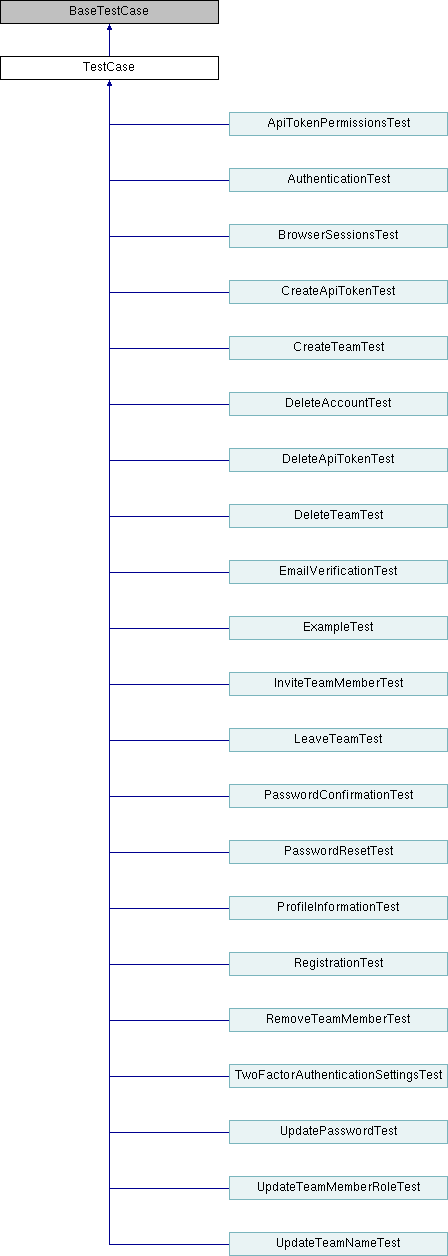 BaseTestCase
TestCase
ApiTokenPermissionsTest
AuthenticationTest
BrowserSessionsTest
CreateApiTokenTest
CreateTeamTest
DeleteAccountTest
DeleteApiTokenTest
DeleteTeamTest
EmailVerificationTest
ExampleTest
InviteTeamMemberTest
LeaveTeamTest
PasswordConfirmationTest
PasswordResetTest
ProfileInformationTest
RegistrationTest
RemoveTeamMemberTest
TwoFactorAuthenticationSettingsTest
UpdatePasswordTest
UpdateTeamMemberRoleTest
UpdateTeamNameTest